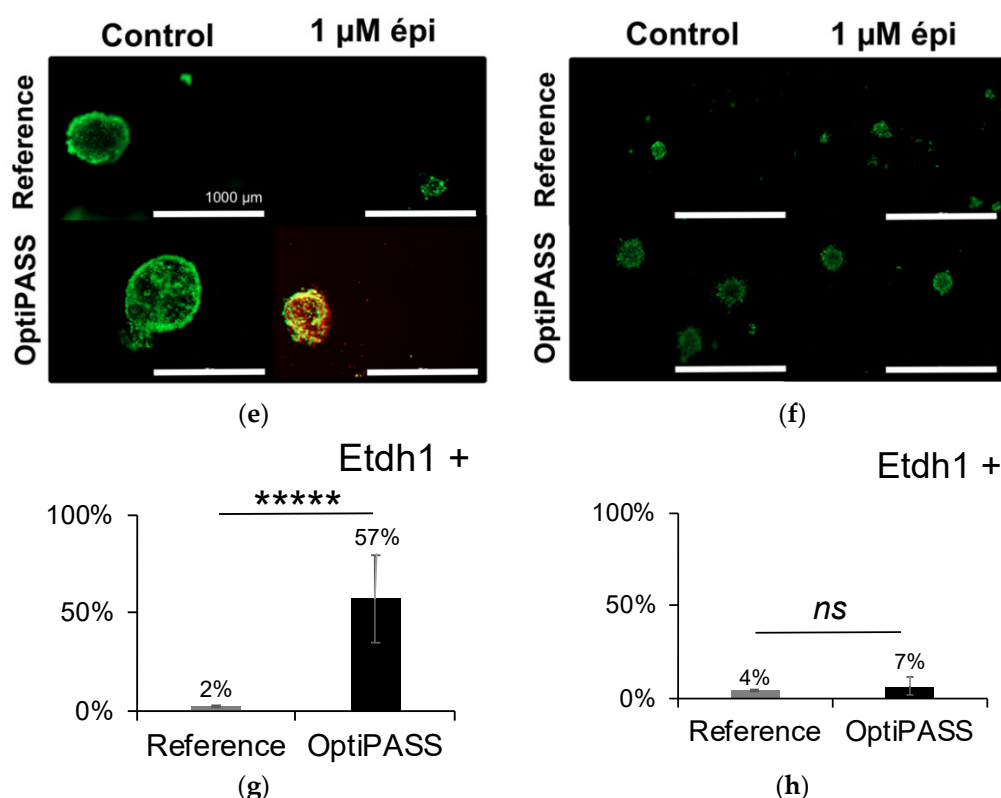 Control 1 µM épi
Control 1 µM épi
Reference
Reference
1000 µm
OptiPASS
OptiPASS
(e)
(f)
Etdh1 +
Etdh1 +
100%
*****
57%
50%
2%
0%
Reference OptiPASS
(g)
100%
50%
ns
4%
7%
0%
Reference OptiPASS
(h)